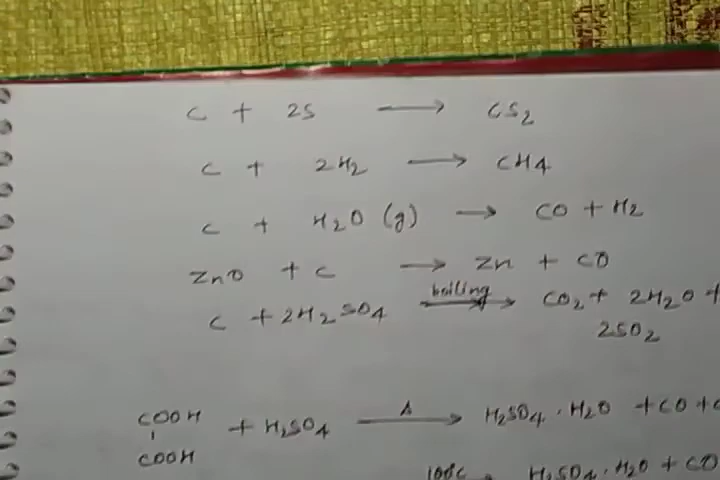 C + 2S → CS2
C + 2H2 → CH4
C + H2O (g) → CO + H2
ZnO + C → Zn + CO
boiling
C + 2H2SO4 → CO2 + 2H2O +
2SO2
Δ
COOH + H2SO4 → H2SO4 · H2O + CO +
COOH
100°C H2SO4 · H2O + CO